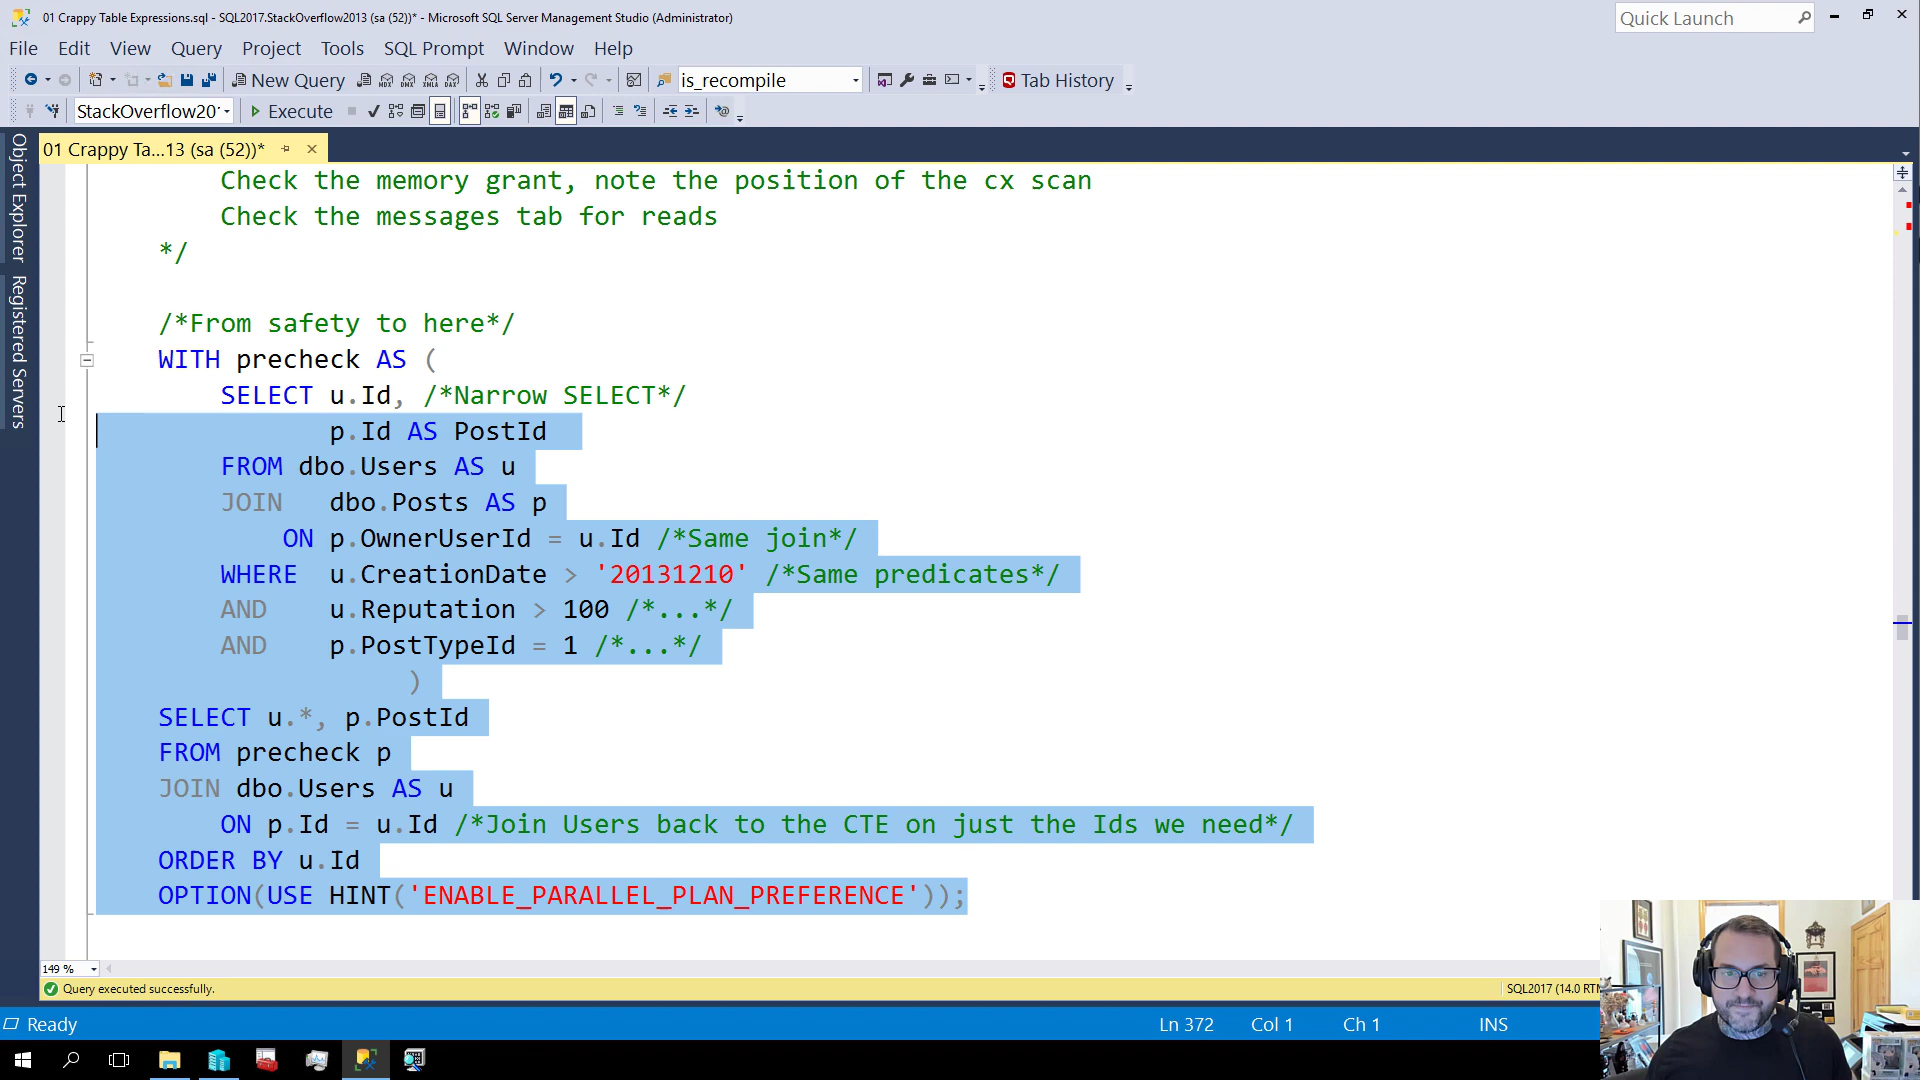 01 Crappy Table Expressions.sql - SQL2017.StackOverflow2013 (sa (52))* - Microsoft SQL Server Management Studio (Administrator)
Quick Launch
File Edit View Query Project Tools SQL Prompt Window Help
New Query
is_recompile
Tab History
StackOverflow20
Execute
01 Crappy Ta...13 (sa (52))*
Object Explorer
Registered Servers
Check the memory grant, note the position of the cx scan
Check the messages tab for reads
*/
/*From safety to here*/
WITH precheck AS (
SELECT u.Id, /*Narrow SELECT*/
p.Id AS PostId
FROM dbo.Users AS u
JOIN dbo.Posts AS p
ON p.OwnerUserId = u.Id /*Same join*/
WHERE u.CreationDate > '20131210' /*Same predicates*/
AND u.Reputation > 100 /*...*/
AND p.PostTypeId = 1 /*...*/
)
SELECT u.*, p.PostId
FROM precheck p
JOIN dbo.Users AS u
ON p.Id = u.Id /*Join Users back to the CTE on just the Ids we need*/
ORDER BY u.Id
OPTION(USE HINT('ENABLE_PARALLEL_PLAN_PREFERENCE'));
149 %
Query executed successfully.
SQL2017 (14.0 RTM
Ready
Ln 372
Col 1
Ch 1
INS